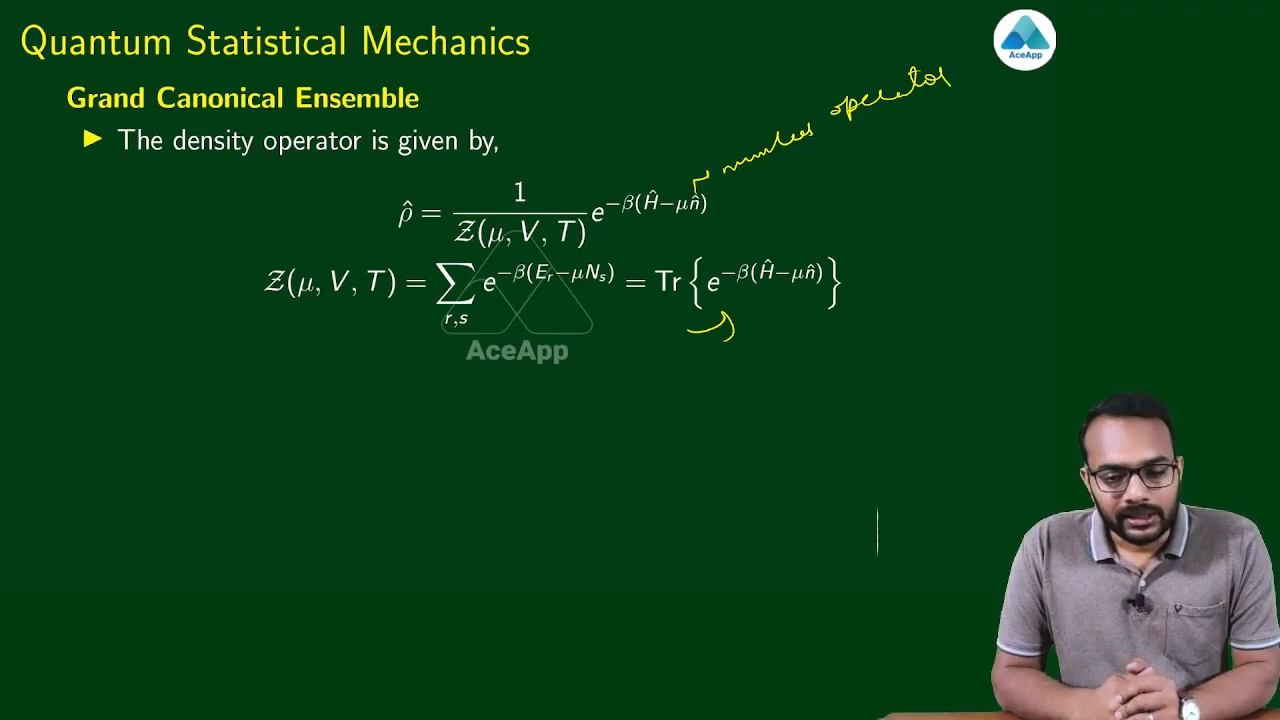 Quantum Statistical Mechanics
AceApp
Grand Canonical Ensemble
number operator
▶ The density operator is given by,
ρ̂ = 1/𝒵(μ, V, T) e^{−β(Ĥ−μn̂)}
𝒵(μ, V, T) = ∑_{r,s} e^{−β(E_r−μN_s)} = Tr {e^{−β(Ĥ−μn̂)}}
AceApp